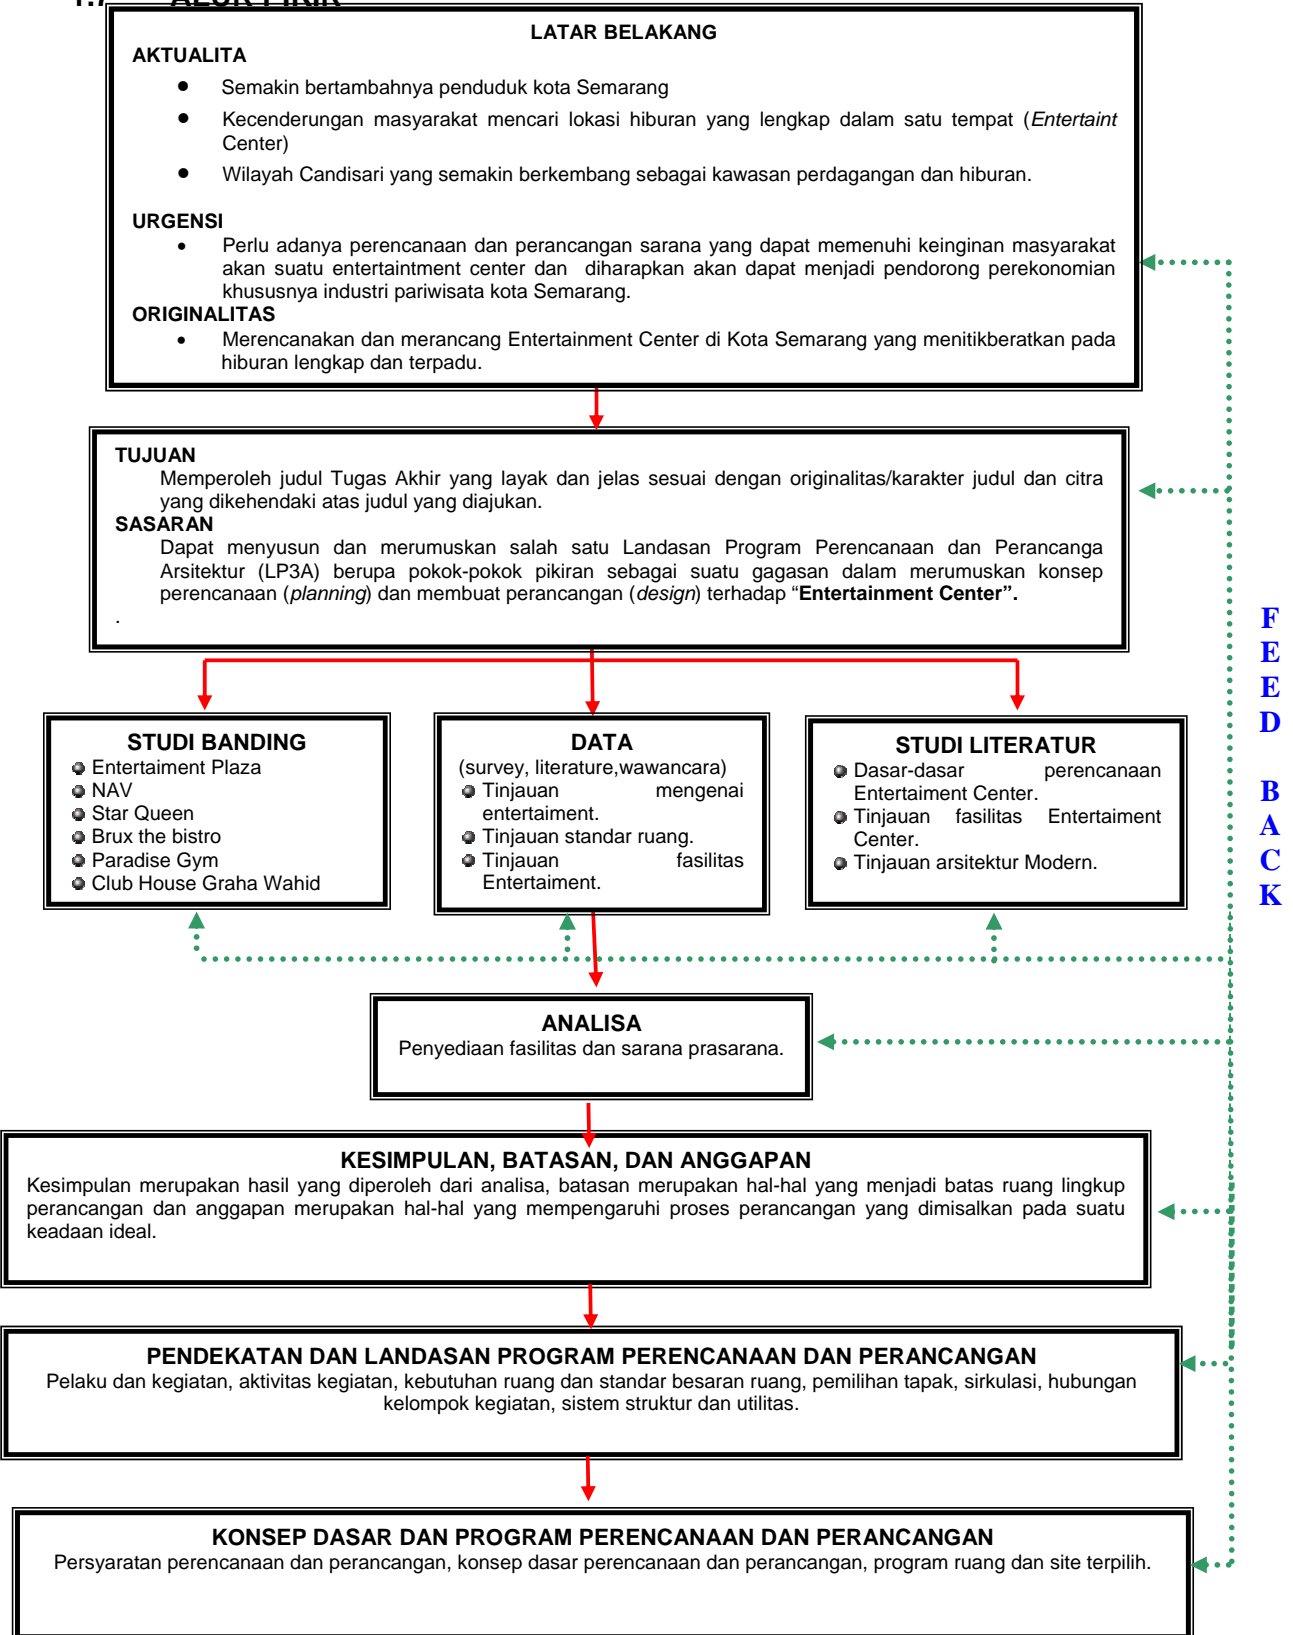 1.7 ALUR PIKIR
LATAR BELAKANG
AKTUALITA
Semakin bertambahnya penduduk kota Semarang
Kecenderungan masyarakat mencari lokasi hiburan yang lengkap dalam satu tempat (Entertaint
Center)
Wilayah Candisari yang semakin berkembang sebagai kawasan perdagangan dan hiburan.
URGENSI
Perlu adanya perencanaan dan perancangan sarana yang dapat memenuhi keinginan masyarakat
akan suatu entertaintment center dan diharapkan akan dapat menjadi pendorong perekonomian
khususnya industri pariwisata kota Semarang.
ORIGINALITAS
Merencanakan dan merancang Entertainment Center di Kota Semarang yang menitikberatkan pada
hiburan lengkap dan terpadu.
TUJUAN
Memperoleh judul Tugas Akhir yang layak dan jelas sesuai dengan originalitas/karakter judul dan citra
yang dikehendaki atas judul yang diajukan.
SASARAN
Dapat menyusun dan merumuskan salah satu Landasan Program Perencanaan dan Perancanga
Arsitektur (LP3A) berupa pokok-pokok pikiran sebagai suatu gagasan dalam merumuskan konsep
perencanaan (planning) dan membuat perancangan (design) terhadap “Entertainment Center”.
.
STUDI BANDING
Entertaiment Plaza
NAV
Star Queen
Brux the bistro
Paradise Gym
Club House Graha Wahid
DATA
(survey, literature,wawancara)
Tinjauan mengenai
entertaiment.
Tinjauan standar ruang.
Tinjauan fasilitas
Entertaiment.
STUDI LITERATUR
Dasar-dasar perencanaan
Entertaiment Center.
Tinjauan fasilitas Entertaiment
Center.
Tinjauan arsitektur Modern.
F
E
E
D
B
A
C
K
ANALISA
Penyediaan fasilitas dan sarana prasarana.
KESIMPULAN, BATASAN, DAN ANGGAPAN
Kesimpulan merupakan hasil yang diperoleh dari analisa, batasan merupakan hal-hal yang menjadi batas ruang lingkup
perancangan dan anggapan merupakan hal-hal yang mempengaruhi proses perancangan yang dimisalkan pada suatu
keadaan ideal.
PENDEKATAN DAN LANDASAN PROGRAM PERENCANAAN DAN PERANCANGAN
Pelaku dan kegiatan, aktivitas kegiatan, kebutuhan ruang dan standar besaran ruang, pemilihan tapak, sirkulasi, hubungan
kelompok kegiatan, sistem struktur dan utilitas.
KONSEP DASAR DAN PROGRAM PERENCANAAN DAN PERANCANGAN
Persyaratan perencanaan dan perancangan, konsep dasar perencanaan dan perancangan, program ruang dan site terpilih.